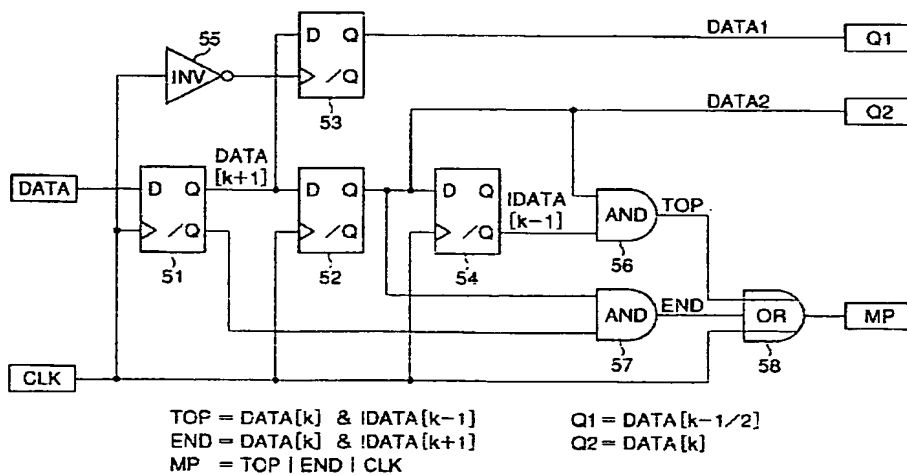 55
INV
D Q
/Q
53
DATA1
Q1
DATA2
Q2
DATA
DATA
[k+1]
D Q
/Q
51
D Q
/Q
52
D Q
/Q
54
IDATA
[k−1]
AND
TOP
56
AND
END
57
OR
58
MP
CLK
TOP = DATA[k] & IDATA[k−1]
END = DATA[k] & !DATA[k+1]
MP = TOP | END | CLK
Q1 = DATA[k−1/2]
Q2 = DATA[k]